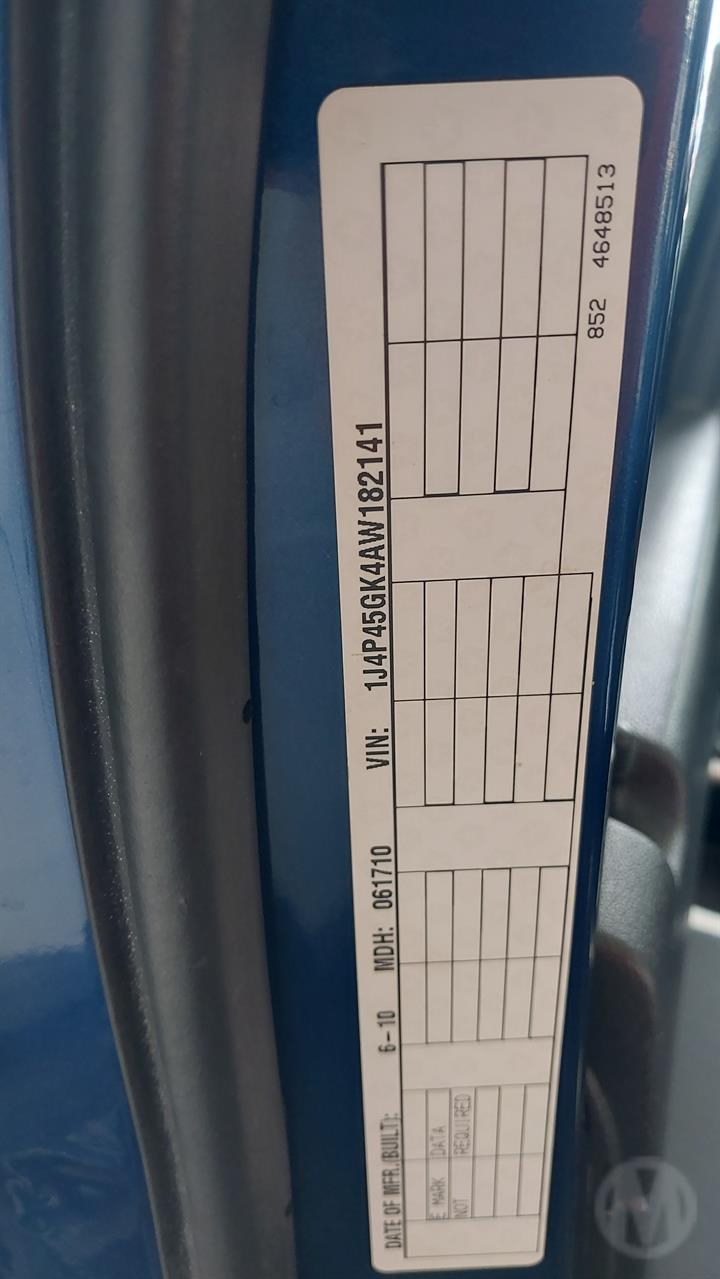 DATE OF MFR.(BUILT): 6-10 MDH: 061710 VIN: 1J4P45GK4AW182141
E MARK DATA
NOT REQUIRED
852 4648513
M